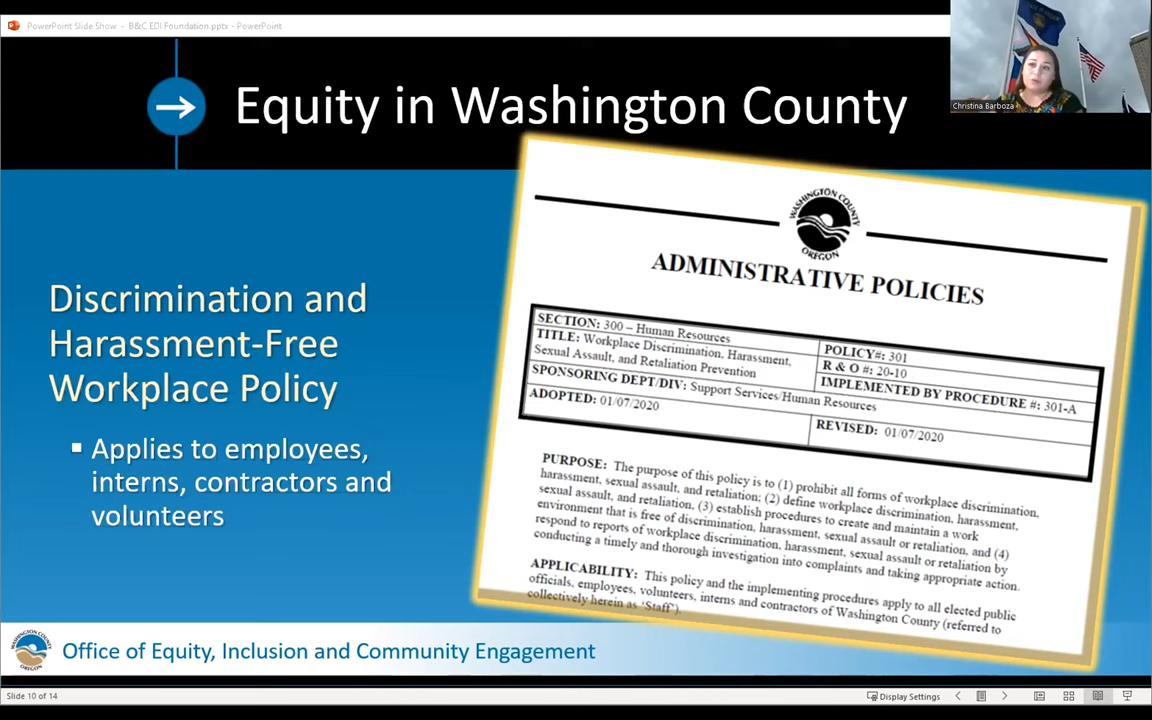 PowerPoint Slide Show - B&C EDI Foundation.pptx - PowerPoint
Christina Barboza
Equity in Washington County
Discrimination and
Harassment-Free
Workplace Policy
Applies to employees,
interns, contractors and
volunteers
WASHINGTON COUNTY
OREGON
ADMINISTRATIVE POLICIES
SECTION: 300 – Human Resources
TITLE: Workplace Discrimination, Harassment,
Sexual Assault, and Retaliation Prevention
POLICY#: 301
R & O #: 20-10
SPONSORING DEPT/DIV: Support Services/Human Resources
IMPLEMENTED BY PROCEDURE #: 301-A
ADOPTED: 01/07/2020
REVISED: 01/07/2020
PURPOSE: The purpose of this policy is to (1) prohibit all forms of workplace discrimination,
harassment, sexual assault, and retaliation; (2) define workplace discrimination, harassment,
sexual assault, and retaliation, (3) establish procedures to create and maintain a work
environment that is free of discrimination, harassment, sexual assault or retaliation, and (4)
respond to reports of workplace discrimination, harassment, sexual assault or retaliation by
conducting a timely and thorough investigation into complaints and taking appropriate action.
APPLICABILITY: This policy and the implementing procedures apply to all elected public
officials, employees, volunteers, interns and contractors of Washington County (referred to
collectively herein as ‘Staff’).
WASHINGTON COUNTY
OREGON
Office of Equity, Inclusion and Community Engagement
Slide 10 of 14
Display Settings